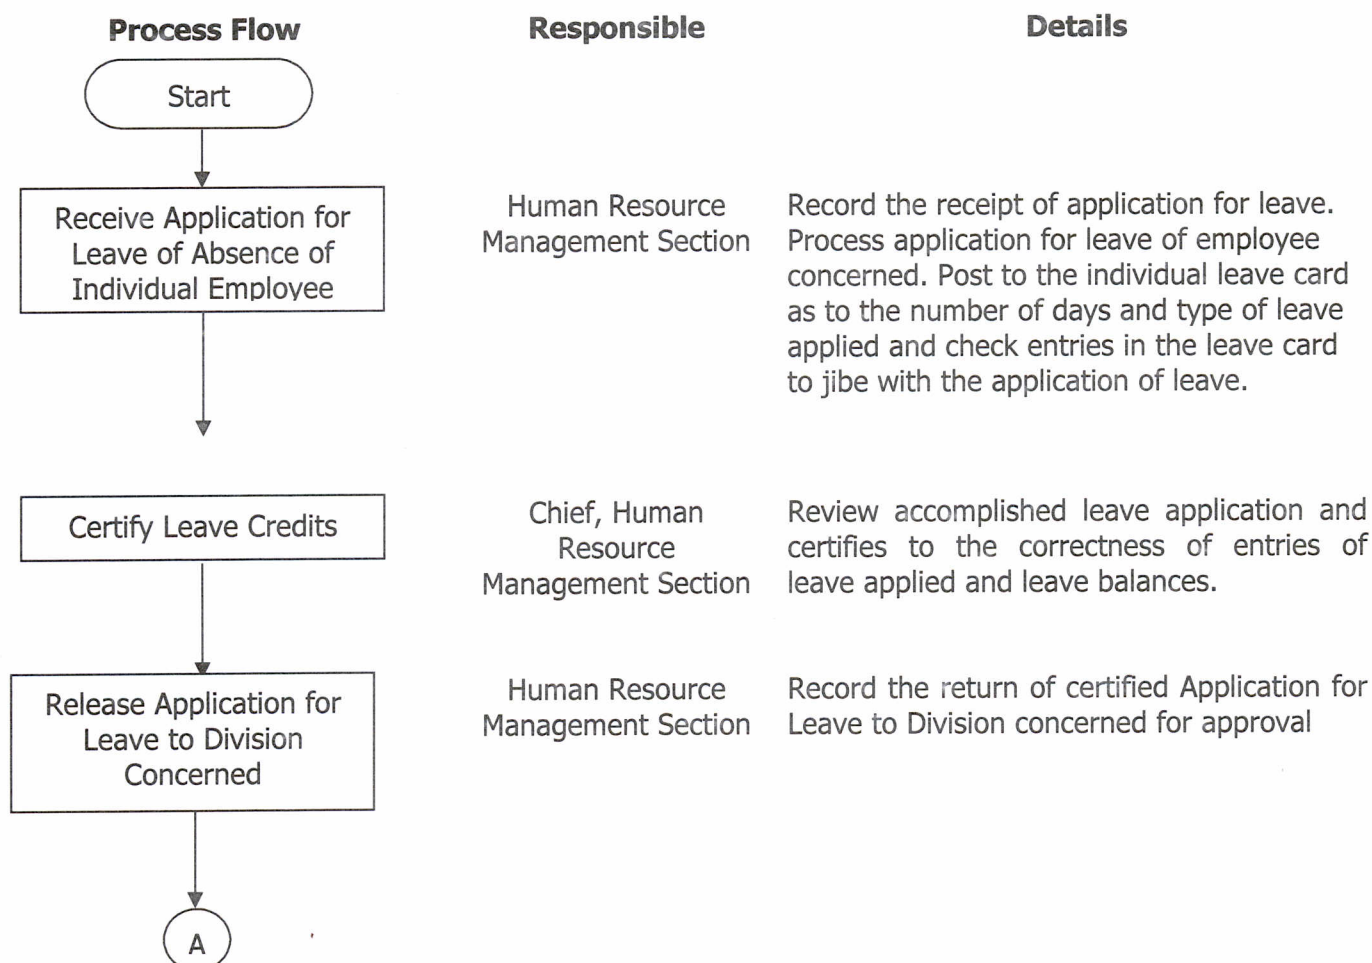 Process Flow Responsible Details
Start
Receive Application for
Leave of Absence of
Individual Employee
Human Resource
Management Section
Record the receipt of application for leave.
Process application for leave of employee
concerned. Post to the individual leave card
as to the number of days and type of leave
applied and check entries in the leave card
to jibe with the application of leave.
Certify Leave Credits
Chief, Human
Resource
Management Section
Review accomplished leave application and
certifies to the correctness of entries of
leave applied and leave balances.
Release Application for
Leave to Division
Concerned
Human Resource
Management Section
Record the return of certified Application for
Leave to Division concerned for approval
A